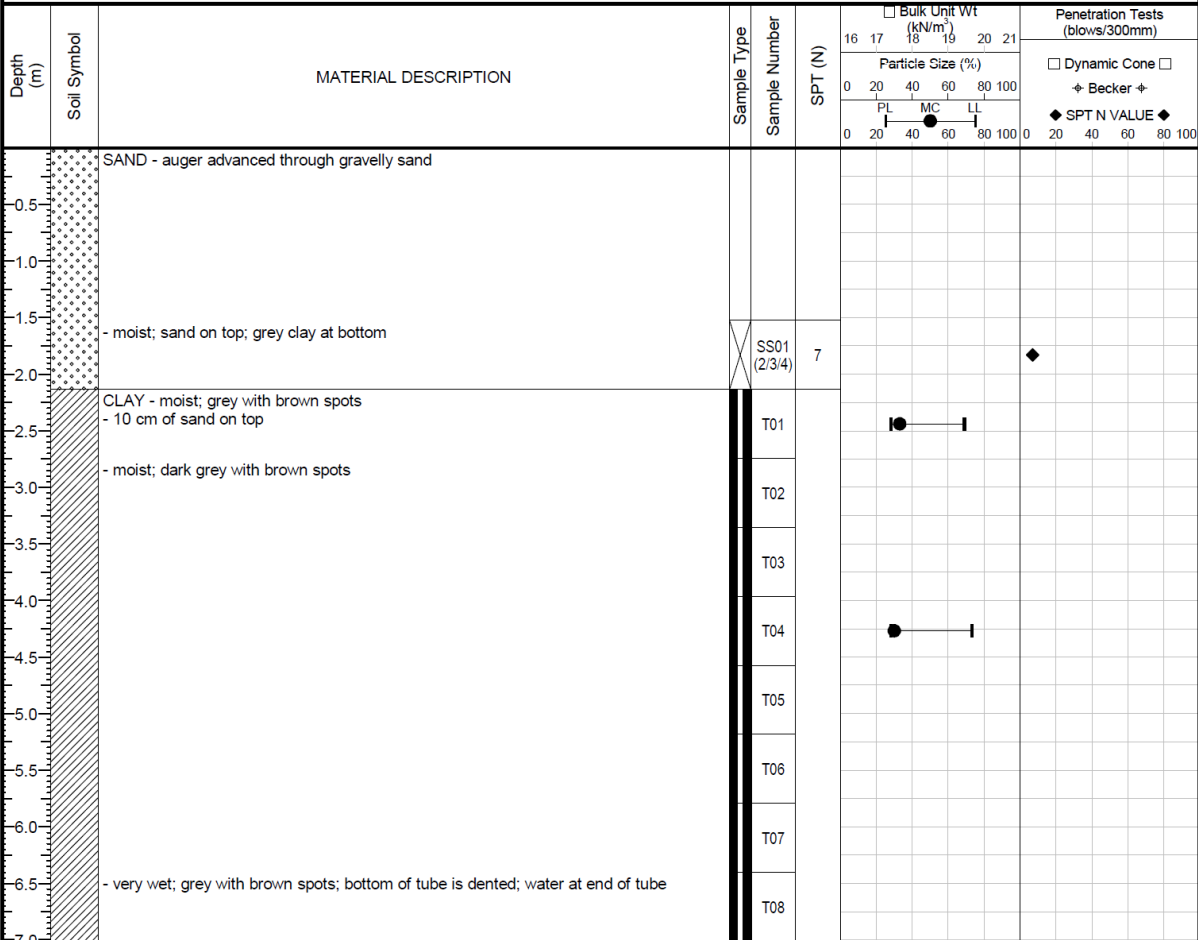 Depth
(m)
Soil Symbol
MATERIAL DESCRIPTION
Sample Type
Sample Number
SPT (N)
Bulk Unit Wt
(kN/m³)
16 17 18 19 20 21
Particle Size (%)
0 20 40 60 80 100
PL MC LL
0 20 40 60 80 100
Penetration Tests
(blows/300mm)
Dynamic Cone
Becker
SPT N VALUE
0 20 40 60 80 100
SAND - auger advanced through gravelly sand
0.5
1.0
1.5
- moist; sand on top; grey clay at bottom
SS01
(2/3/4)
7
2.0
CLAY - moist; grey with brown spots
- 10 cm of sand on top
T01
2.5
- moist; dark grey with brown spots
3.0
T02
3.5
T03
4.0
T04
4.5
T05
5.0
5.5
T06
6.0
T07
6.5
- very wet; grey with brown spots; bottom of tube is dented; water at end of tube
T08
7.0